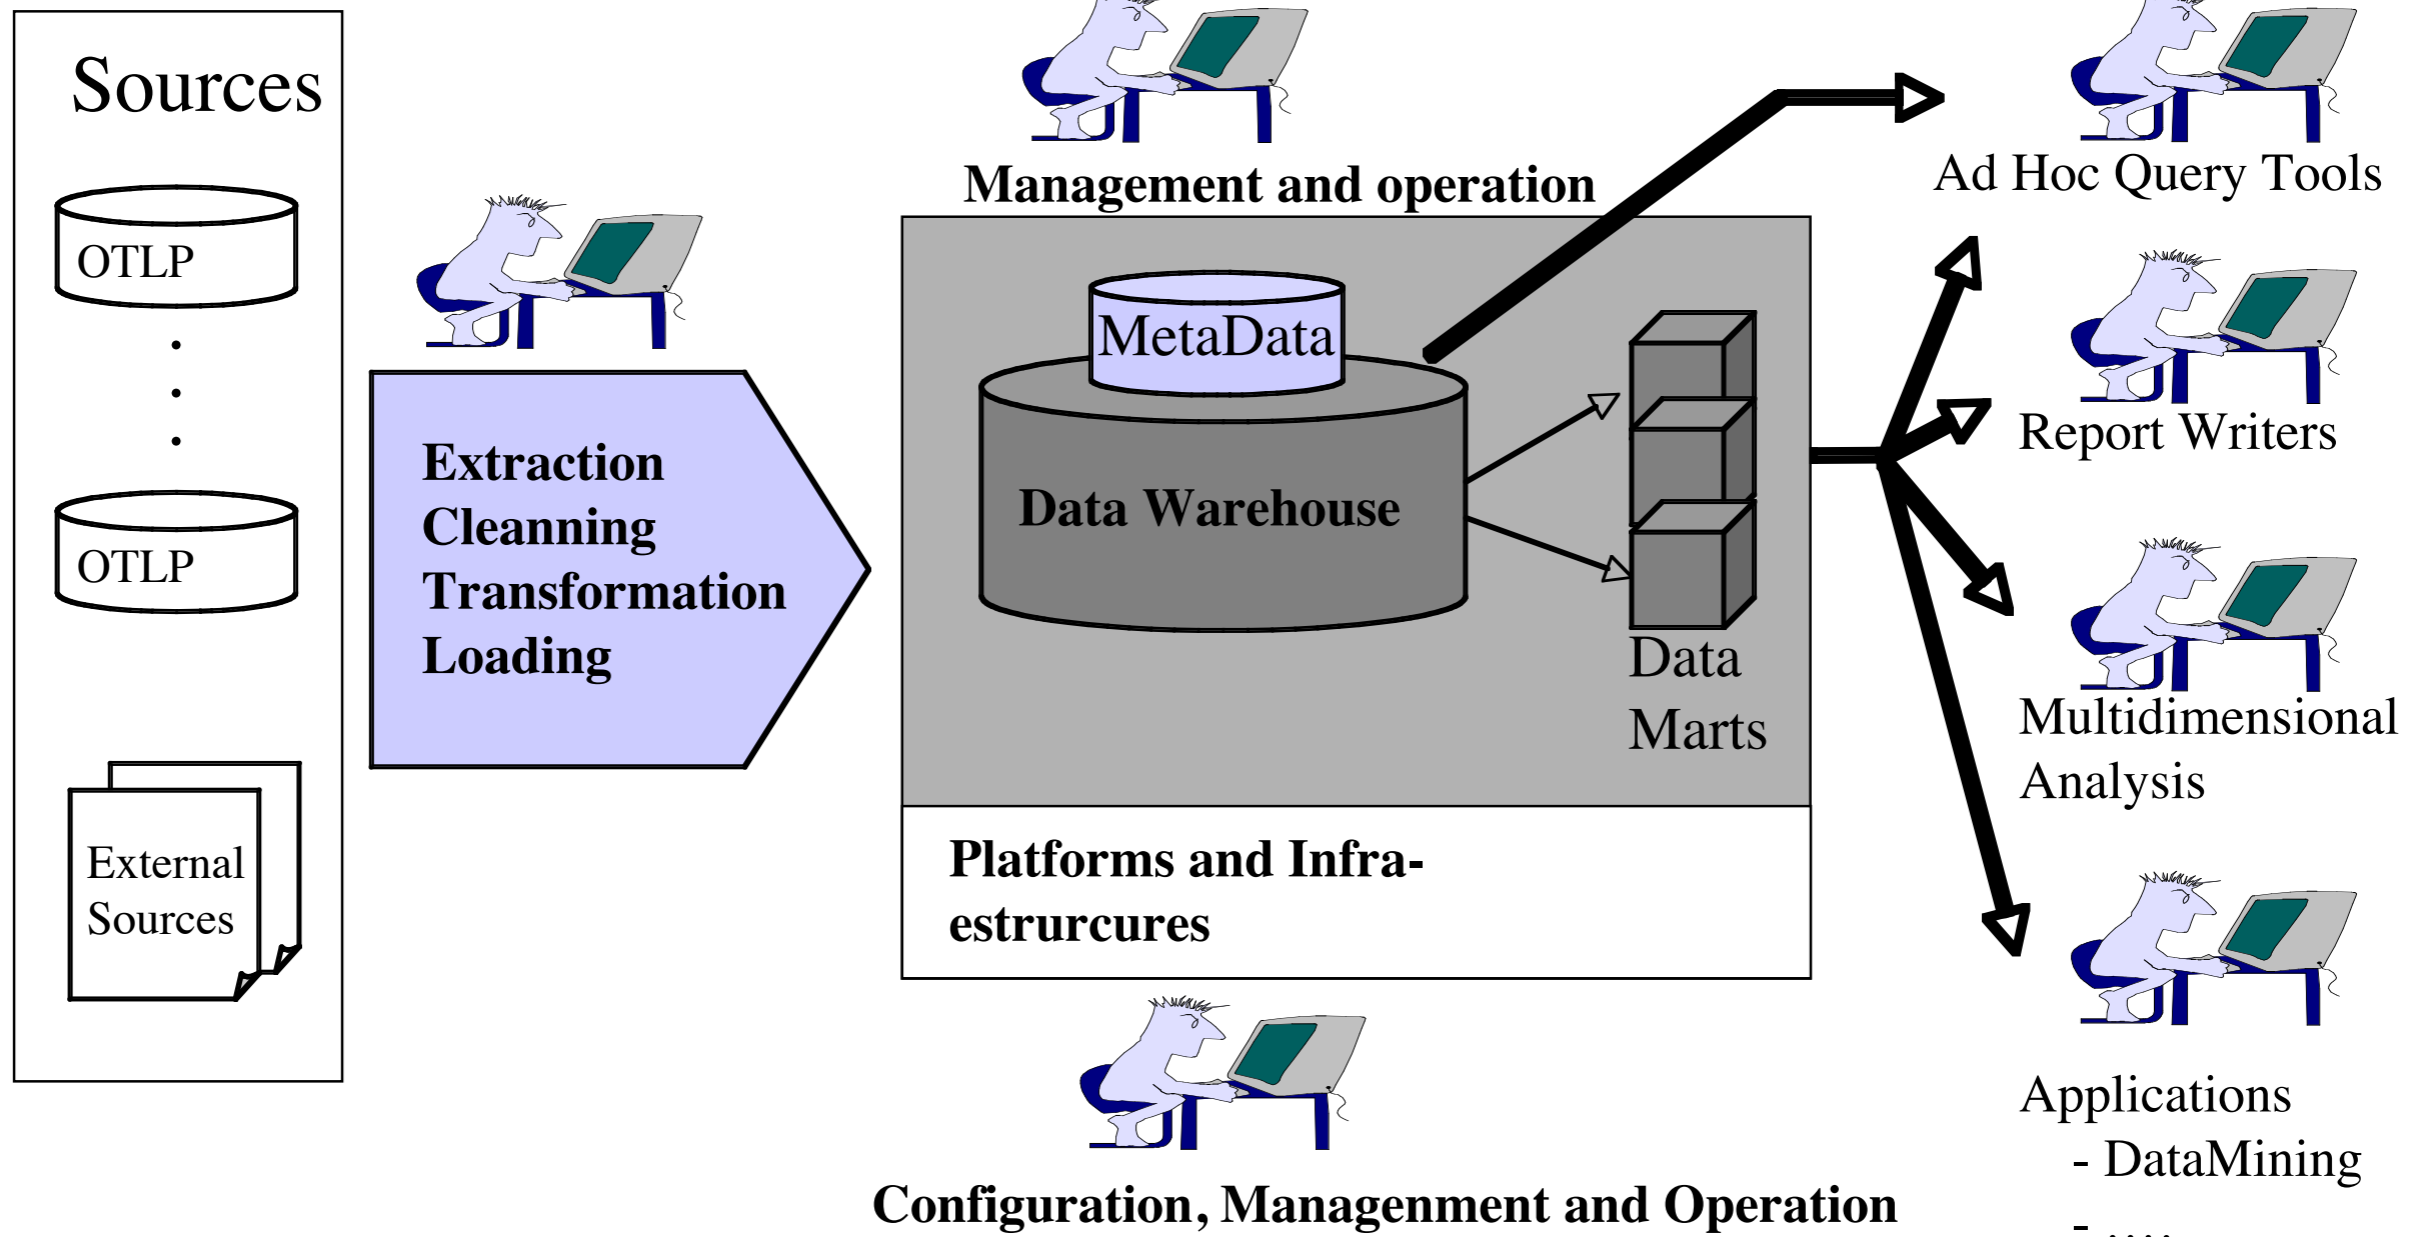 Sources
OTLP
.
.
.
OTLP
External
Sources
Extraction
Cleanning
Transformation
Loading
Management and operation
MetaData
Data Warehouse
Data
Marts
Platforms and Infra-
estrurcures
Configuration, Managenment and Operation
Ad Hoc Query Tools
Report Writers
Multidimensional
Analysis
Applications
- DataMining
- ....